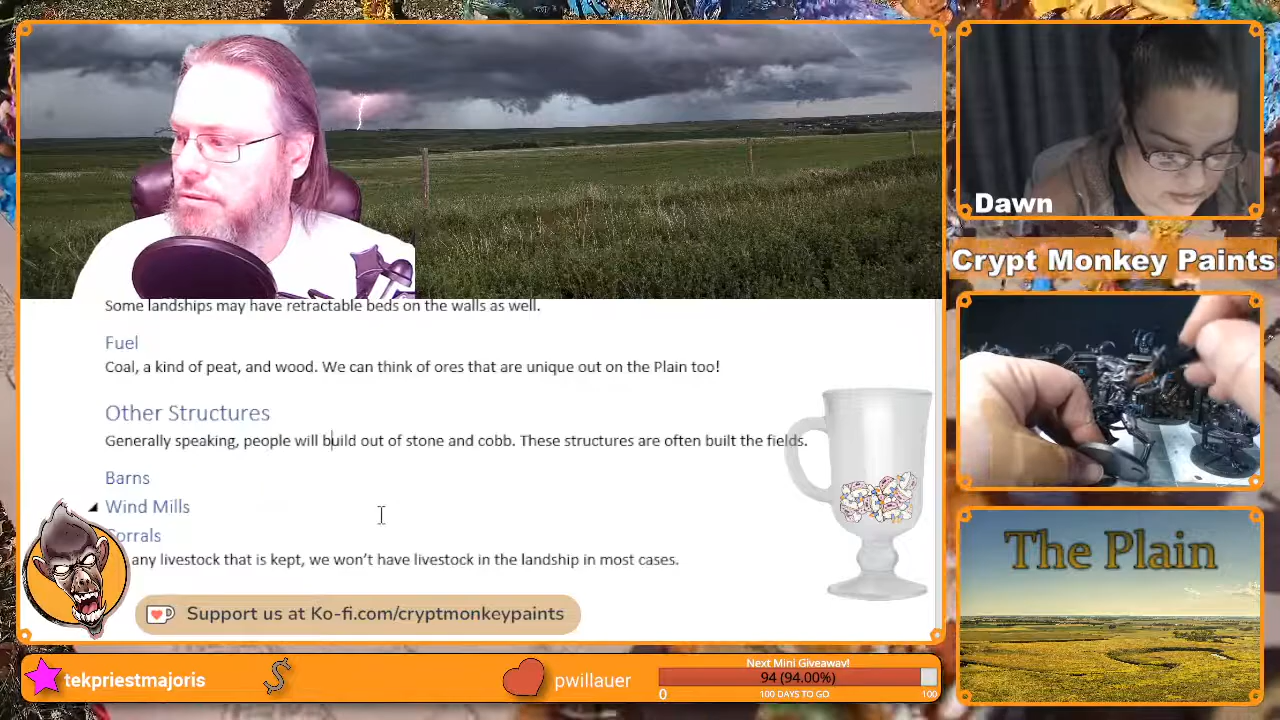 Some landships may have retractable beds on the walls as well.
Fuel
Coal, a kind of peat, and wood. We can think of ores that are unique out on the Plain too!
Other Structures
Generally speaking, people will build out of stone and cobb. These structures are often built the fields.
Barns
Wind Mills
Corrals
any livestock that is kept, we won't have livestock in the landship in most cases.
Support us at Ko-fi.com/cryptmonkeypaints
tekpriestmajoris
$
pwillauer
Next Mini Giveaway!
94 (94.00%)
0 100 DAYS TO GO 100
Dawn
Crypt Monkey Paints
The Plain